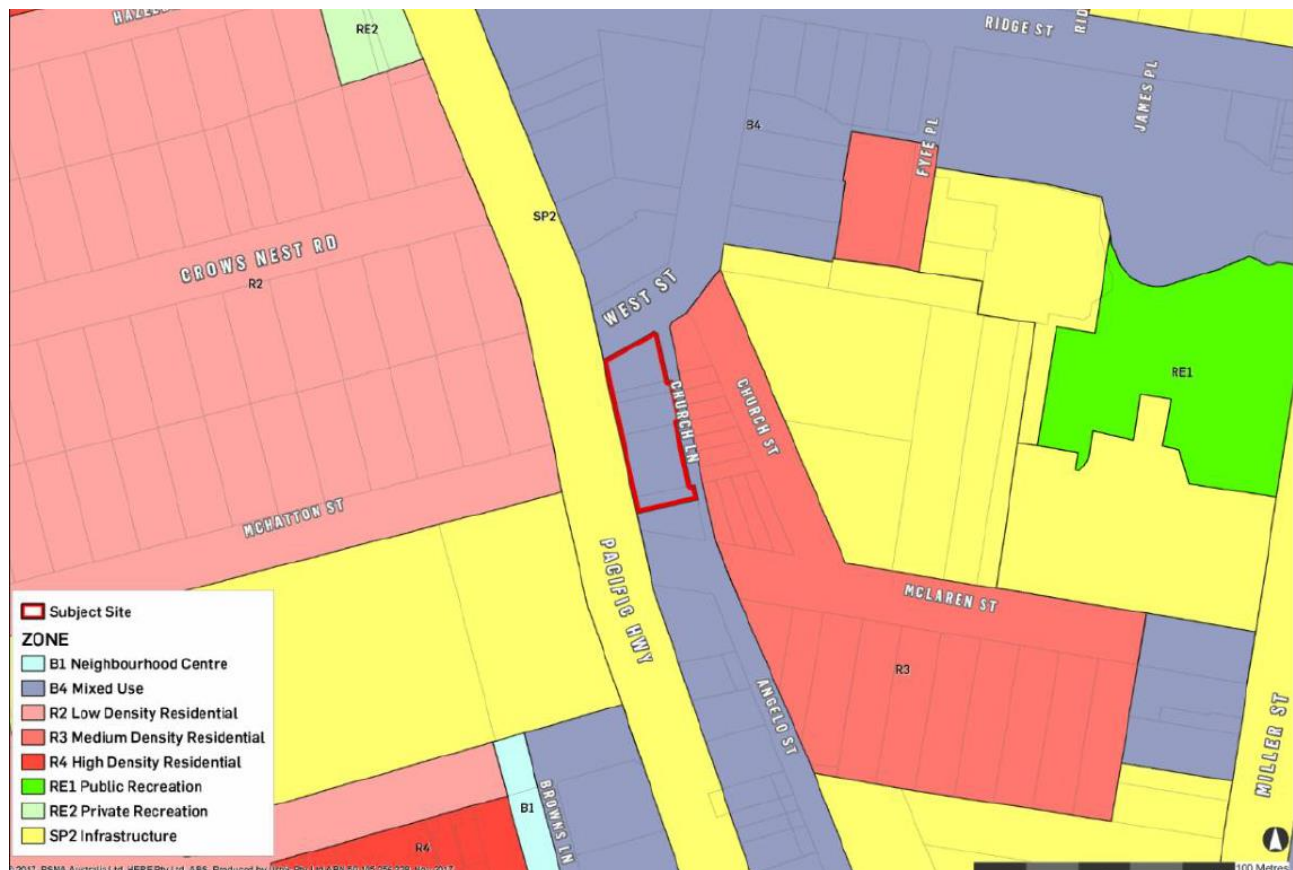 HAZEL
RE2
RIDGE ST
RID
JAMES PL
B4
FYFE PL
SP2
CROWS NEST RD
R2
WEST ST
RE1
CHURCH LN
CHURCH ST
MCHATTON ST
PACIFIC HWY
MCLAREN ST
R3
ANGELO ST
MILLER ST
B1
BROWNS LN
R4
Subject Site
ZONE
B1 Neighbourhood Centre
B4 Mixed Use
R2 Low Density Residential
R3 Medium Density Residential
R4 High Density Residential
RE1 Public Recreation
RE2 Private Recreation
SP2 Infrastructure
100 Metres